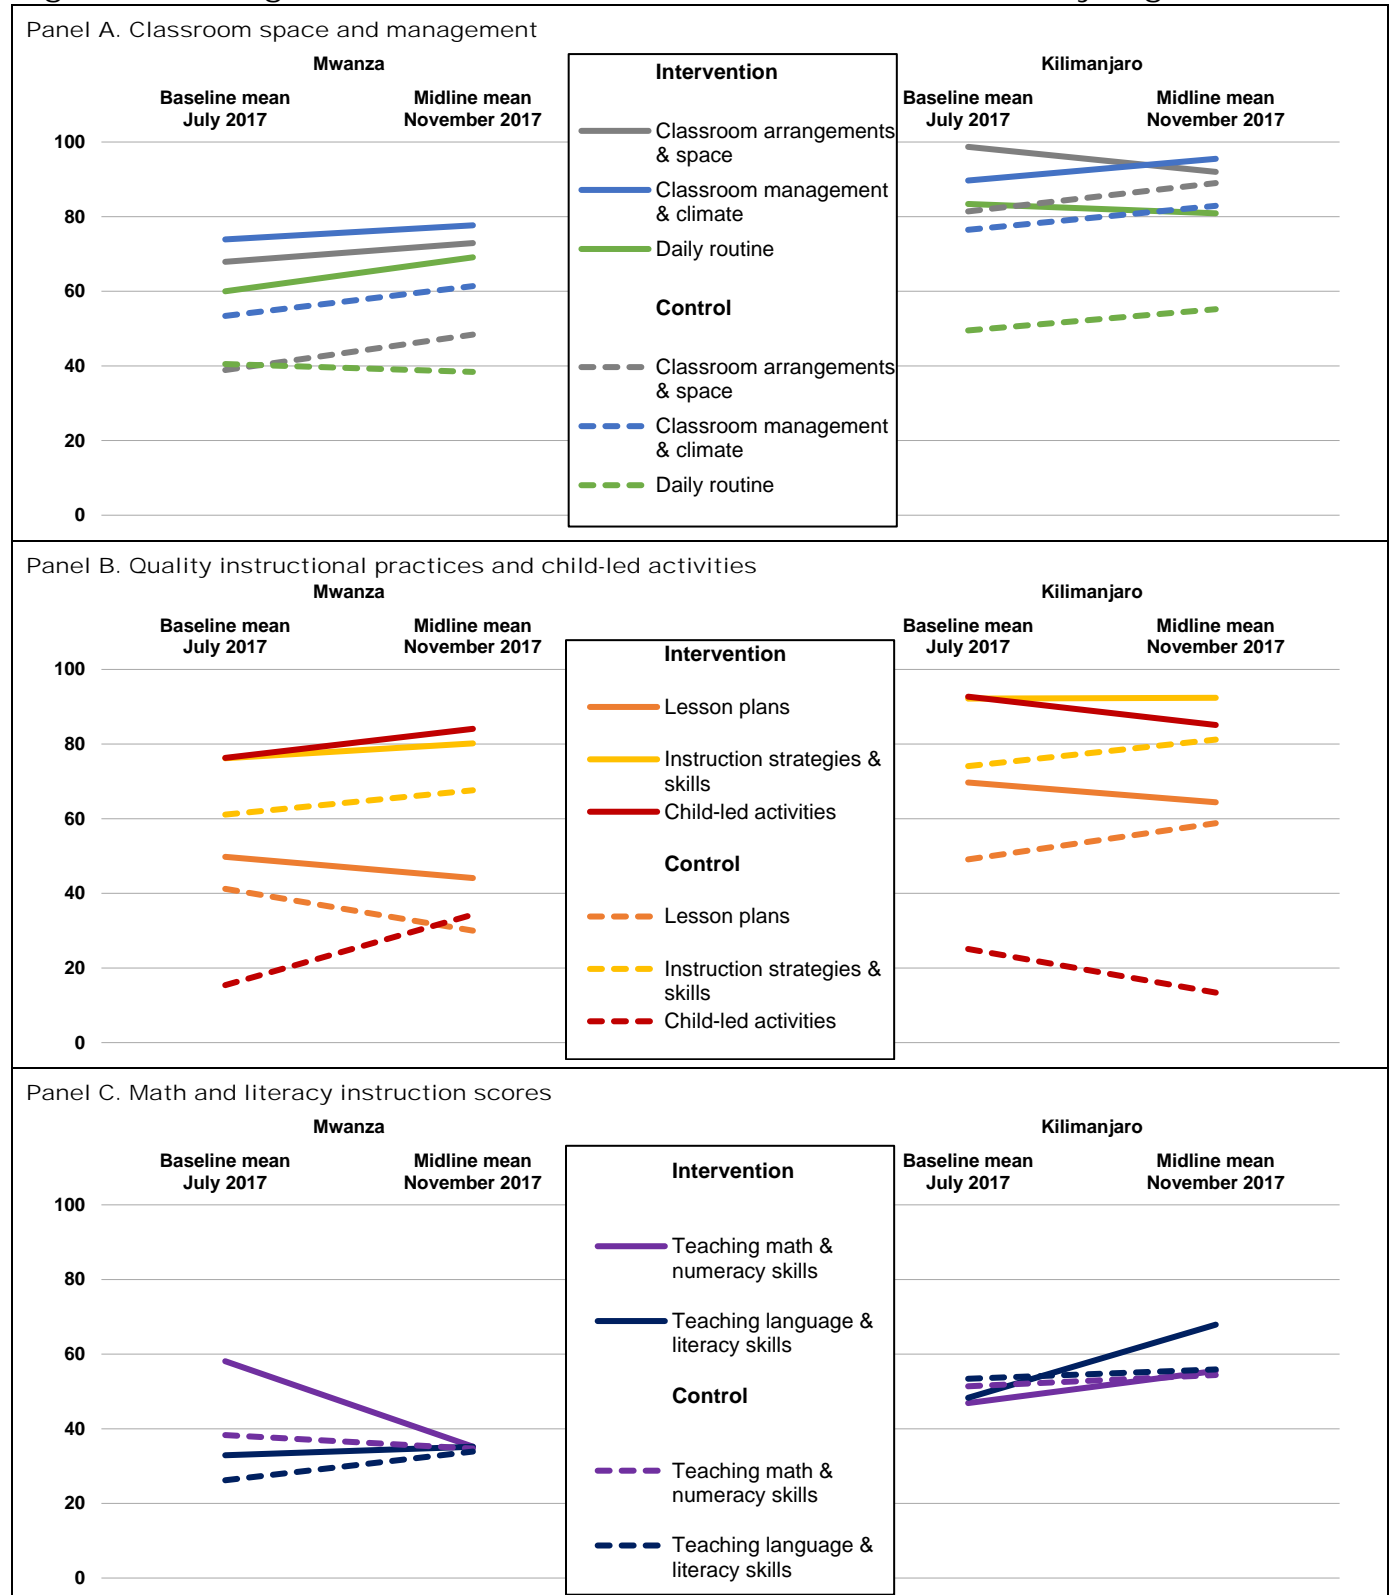 Panel A. Classroom space and management
Mwanza
Kilimanjaro
Baseline mean
July 2017
Midline mean
November 2017
Baseline mean
July 2017
Midline mean
November 2017
100
80
60
40
20
0
Intervention
Classroom arrangements
& space
Classroom management
& climate
Daily routine
Control
Classroom arrangements
& space
Classroom management
& climate
Daily routine
Panel B. Quality instructional practices and child-led activities
Mwanza
Kilimanjaro
Baseline mean
July 2017
Midline mean
November 2017
Baseline mean
July 2017
Midline mean
November 2017
100
80
60
40
20
0
Intervention
Lesson plans
Instruction strategies &
skills
Child-led activities
Control
Lesson plans
Instruction strategies &
skills
Child-led activities
Panel C. Math and literacy instruction scores
Mwanza
Kilimanjaro
Baseline mean
July 2017
Midline mean
November 2017
Baseline mean
July 2017
Midline mean
November 2017
100
80
60
40
20
0
Intervention
Teaching math &
numeracy skills
Teaching language &
literacy skills
Control
Teaching math &
numeracy skills
Teaching language &
literacy skills